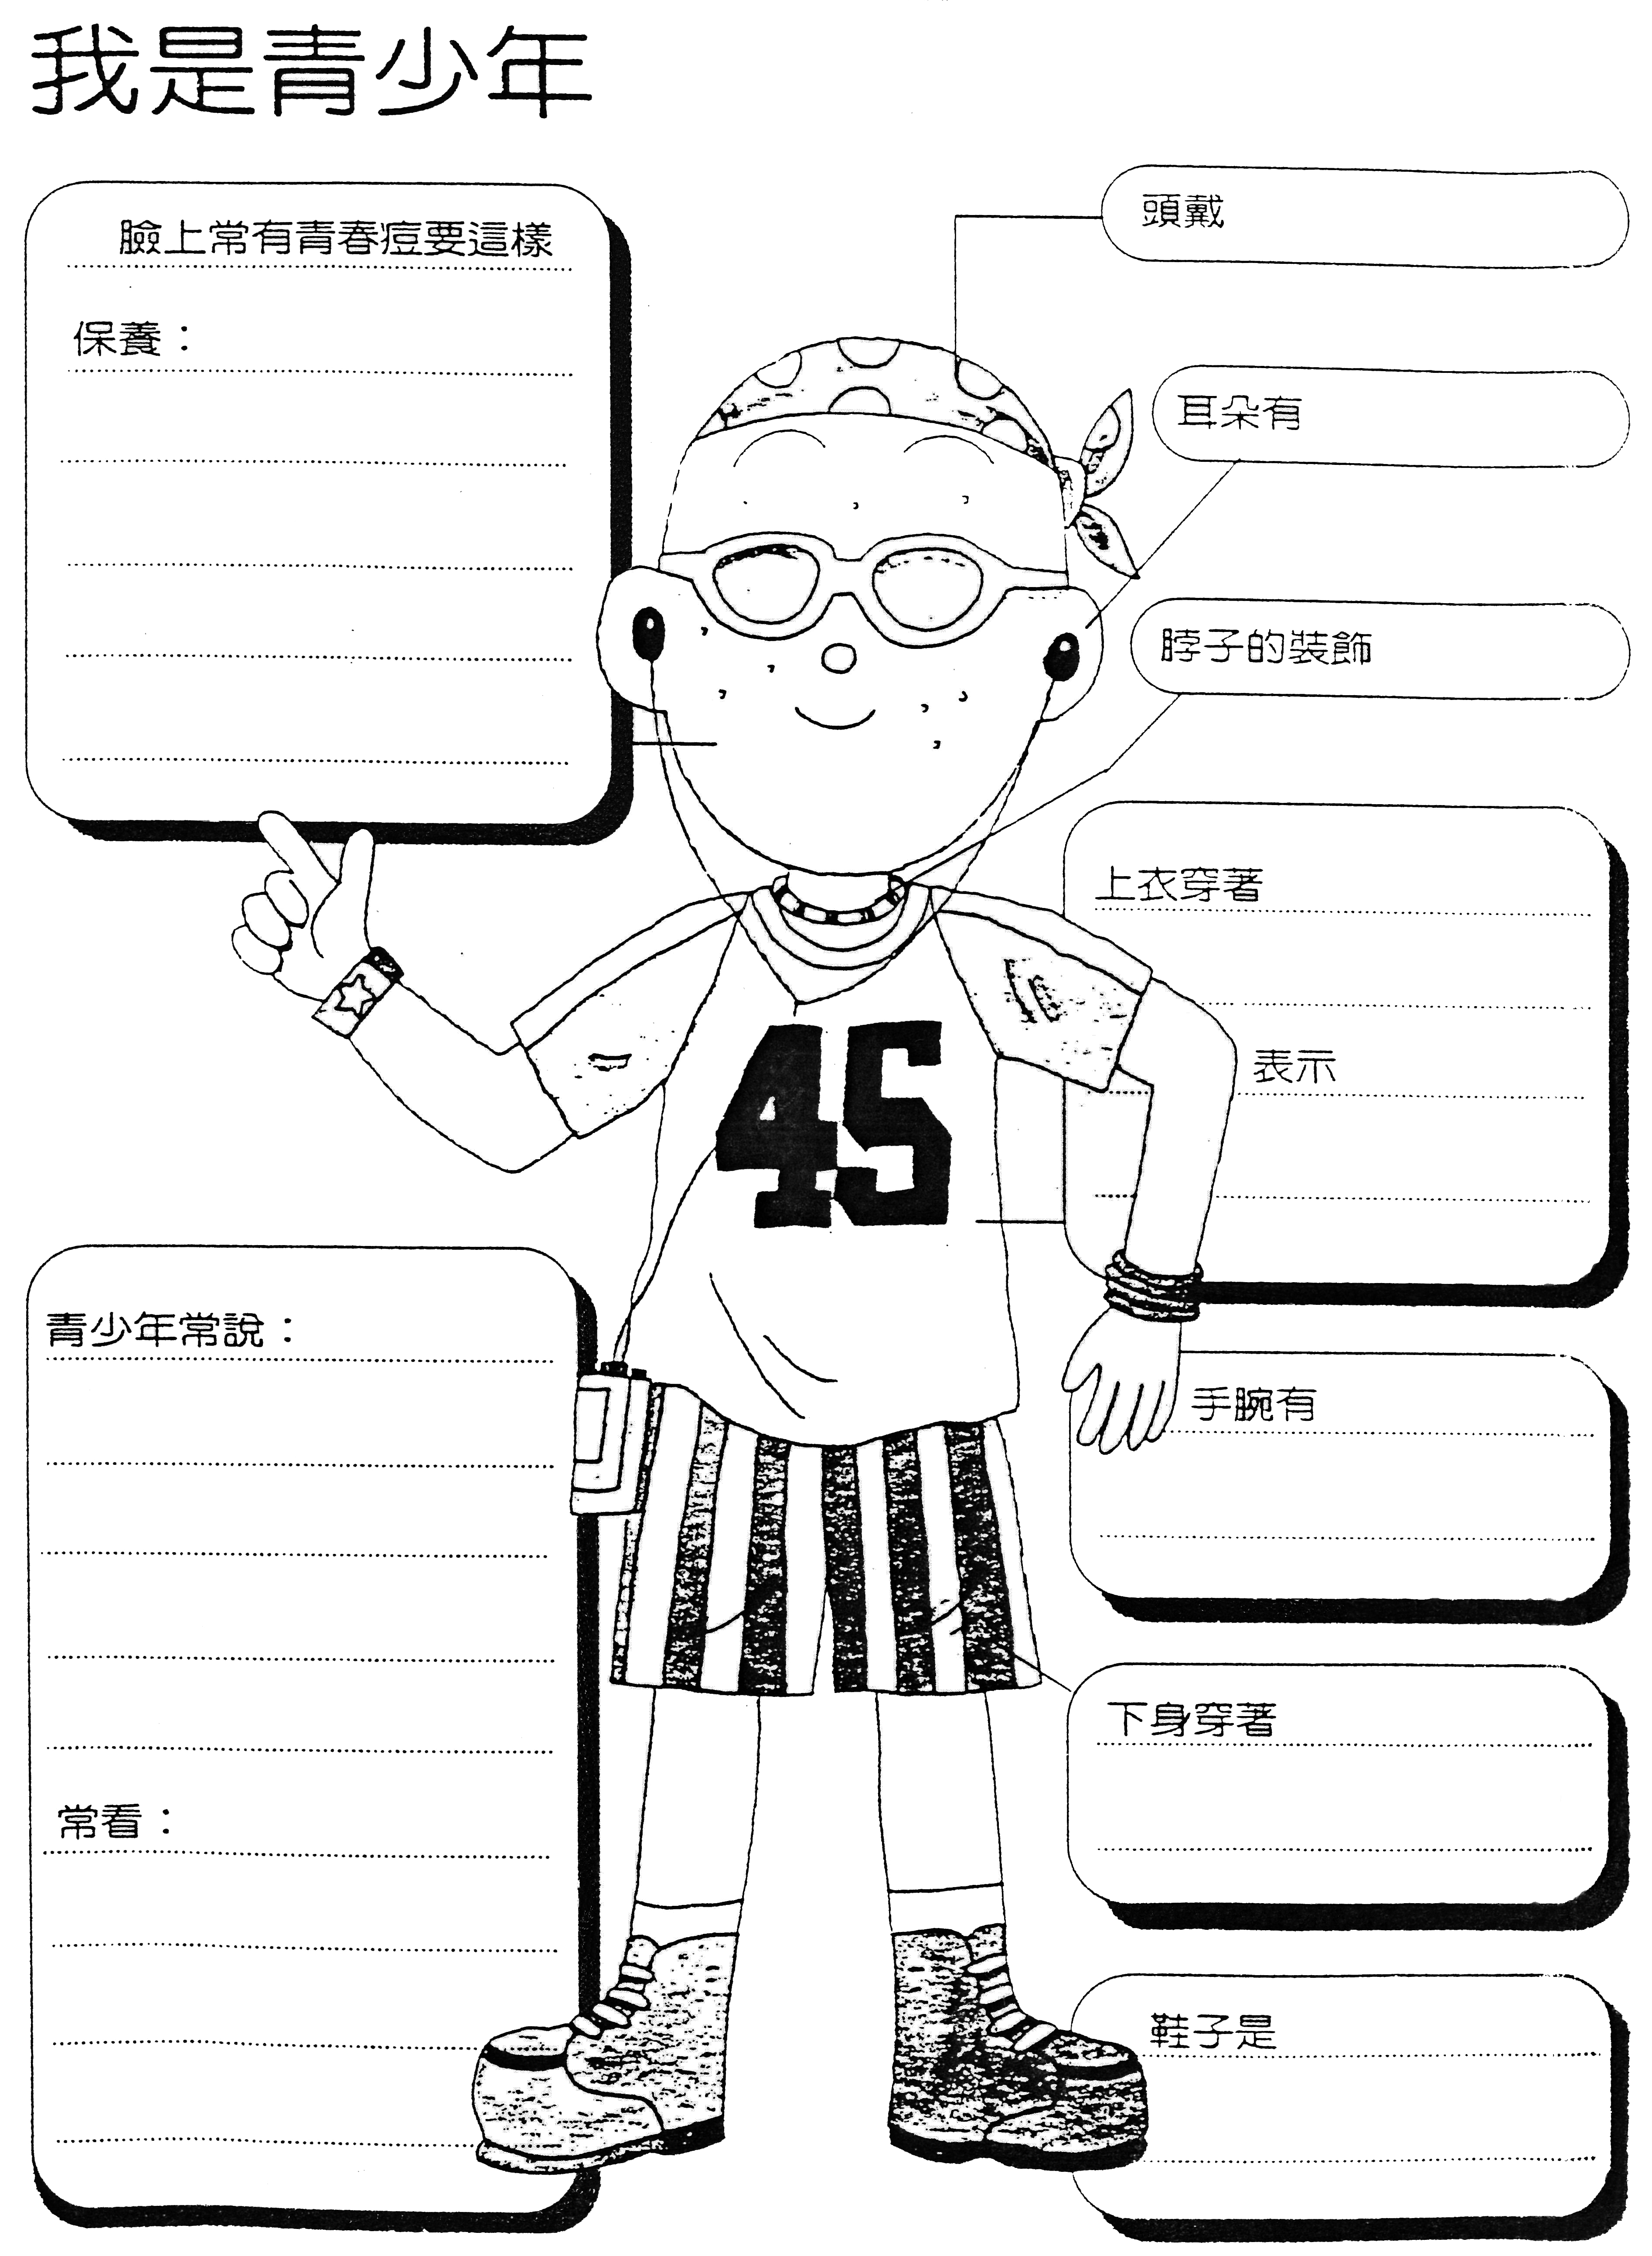 我是青少年
臉上常有青春痘要這樣
保養：
頭戴
耳朵有
脖子的裝飾
上衣穿著
表示
45
青少年常說：
常看：
手腕有
下身穿著
鞋子是